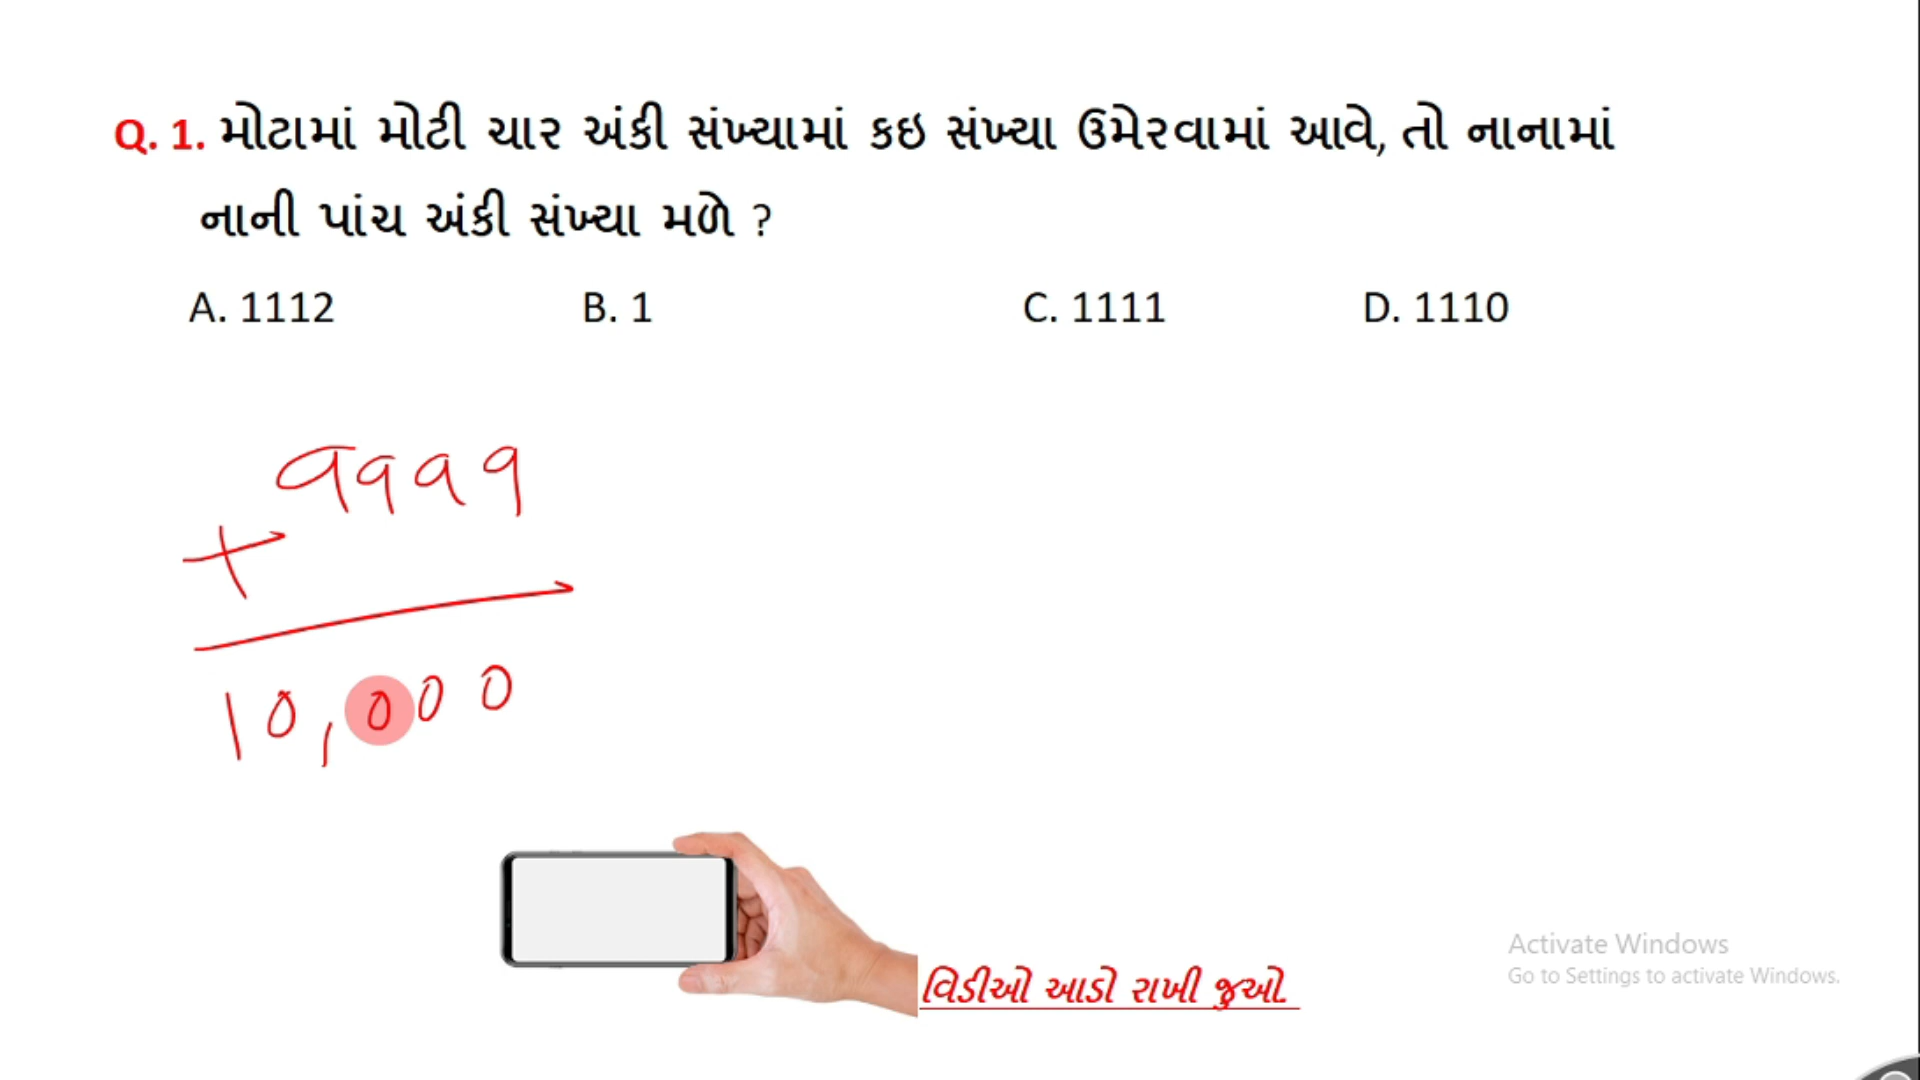 Q. 1. મોટામાં મોટી ચાર અંકી સંખ્યામાં કઇ સંખ્યા ઉમેરવામાં આવે, તો નાનામાં
નાની પાંચ અંકી સંખ્યા મળે ?
A. 1112 B. 1 C. 1111 D. 1110
9999
+
10,000
વિડીઓ આડો રાખી જુઓ.
Activate Windows
Go to Settings to activate Windows.